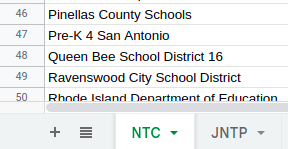 46 Pinellas County Schools
47 Pre-K 4 San Antonio
48 Queen Bee School District 16
49 Ravenswood City School District
50 Rhode Island Department of Education
NTC JNTP